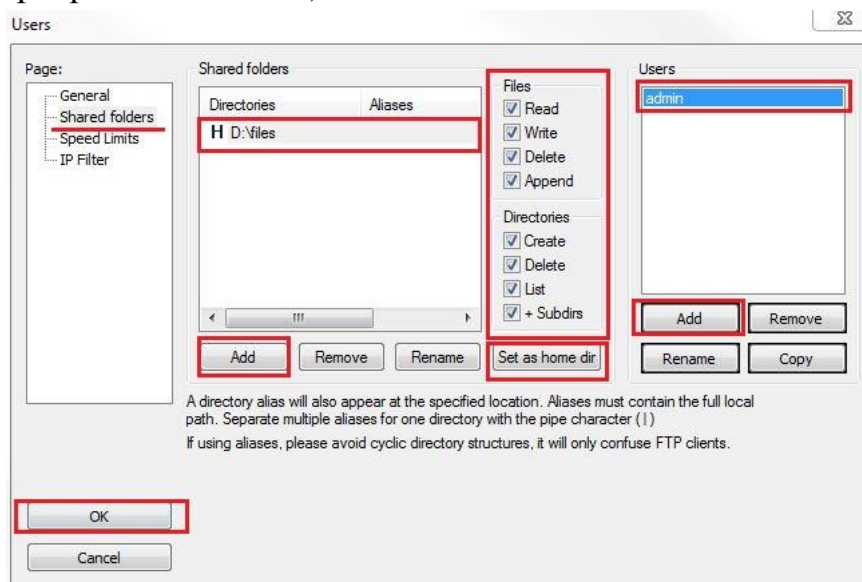 Users
Page:
General
Shared folders
Speed Limits
IP Filter
Shared folders
Directories Aliases
H D:\files
Add Remove Rename
Files
Read
Write
Delete
Append
Directories
Create
Delete
List
+ Subdirs
Set as home dir
Users
admin
Add Remove
Rename Copy
A directory alias will also appear at the specified location. Aliases must contain the full local
path. Separate multiple aliases for one directory with the pipe character ( | )
If using aliases, please avoid cyclic directory structures, it will only confuse FTP clients.
OK
Cancel